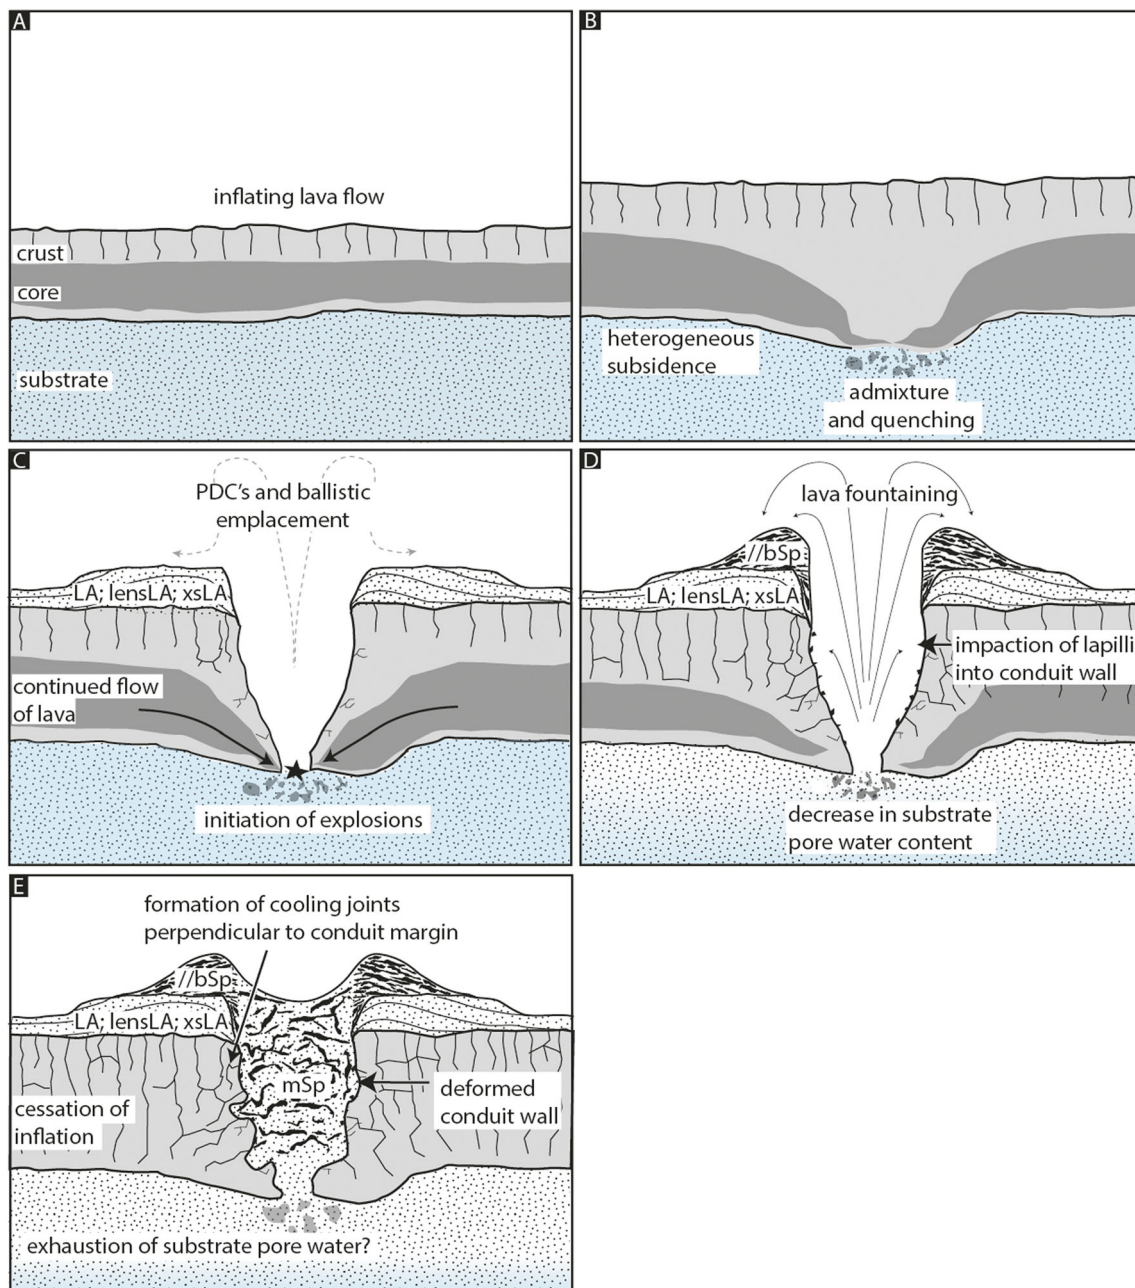 A
inflating lava flow
crust
core
substrate
B
heterogeneous
subsidence
admixture
and quenching
C
PDC's and ballistic
emplacement
LA; lensLA; xsLA
continued flow
of lava
initiation of explosions
D
lava fountaining
//bSp
LA; lensLA; xsLA
impaction of lapilli
into conduit wall
decrease in substrate
pore water content
E
formation of cooling joints
perpendicular to conduit margin
//bSp
LA; lensLA; xsLA
mSp
cessation of
inflation
deformed
conduit wall
exhaustion of substrate pore water?